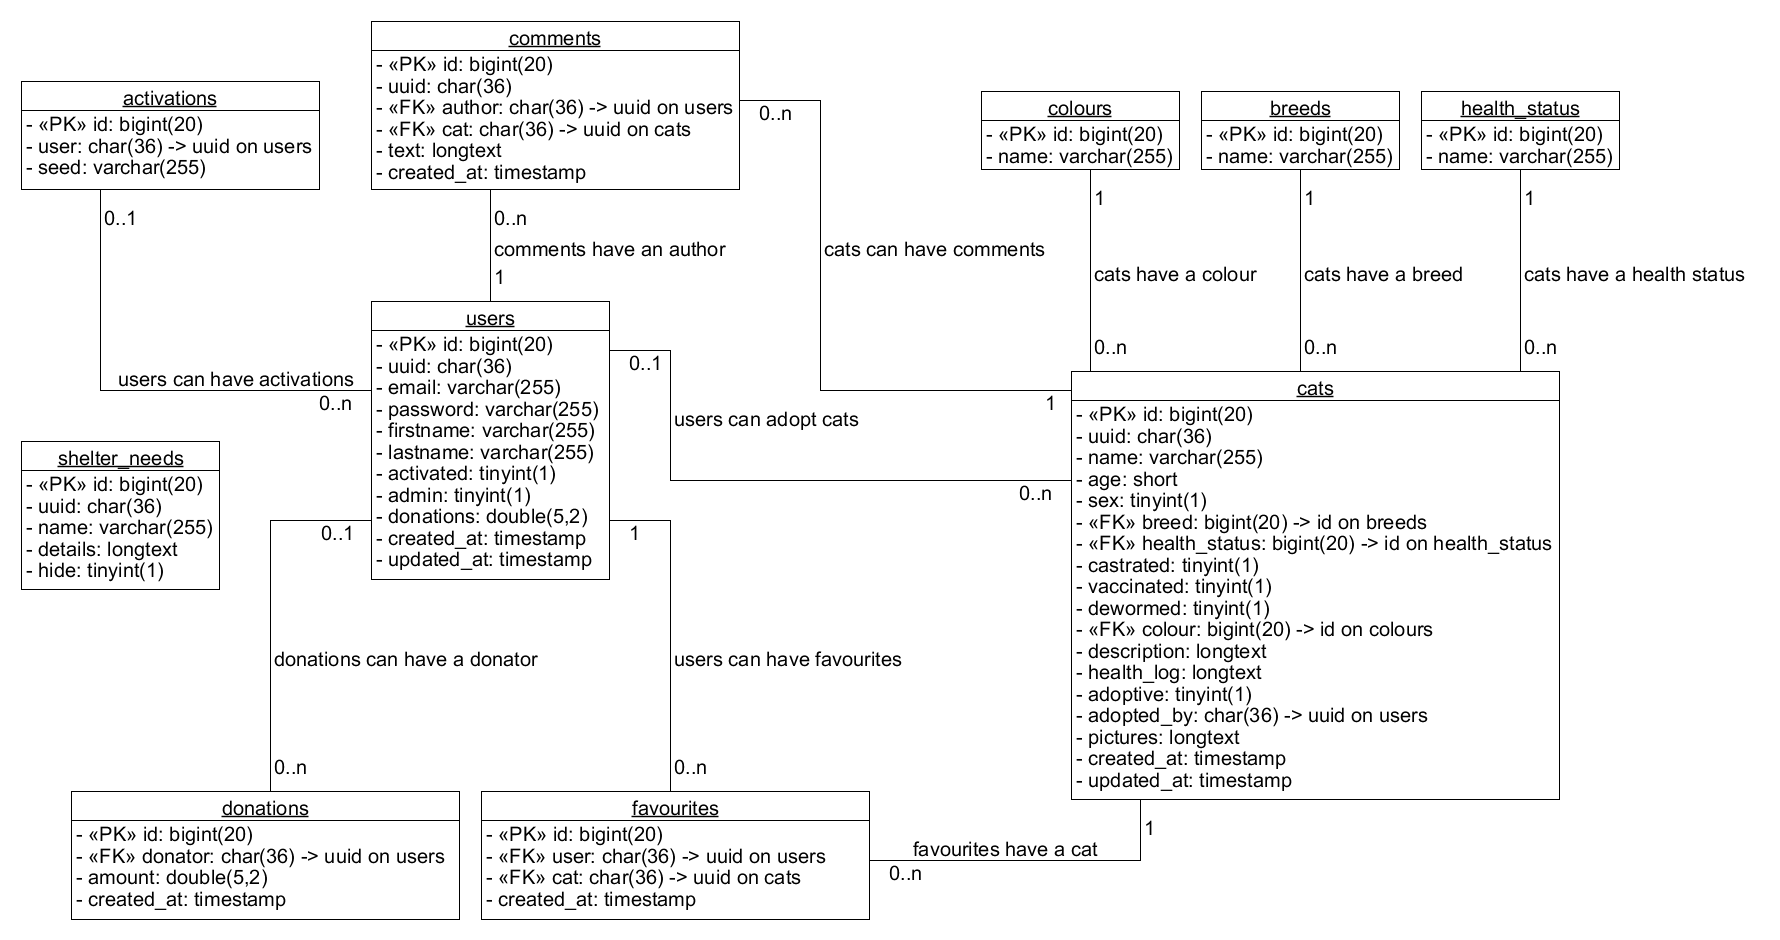 comments
- «PK» id: bigint(20)
- uuid: char(36)
- «FK» author: char(36) -> uuid on users
- «FK» cat: char(36) -> uuid on cats
- text: longtext
- created_at: timestamp
activations
- «PK» id: bigint(20)
- user: char(36) -> uuid on users
- seed: varchar(255)
colours
- «PK» id: bigint(20)
- name: varchar(255)
breeds
- «PK» id: bigint(20)
- name: varchar(255)
health_status
- «PK» id: bigint(20)
- name: varchar(255)
0..n
0..1
0..n
comments have an author
1
cats can have comments
1
cats have a colour
0..n
1
cats have a breed
0..n
1
cats have a health status
0..n
users can have activations
0..n
users
- «PK» id: bigint(20)
- uuid: char(36)
- email: varchar(255)
- password: varchar(255)
- firstname: varchar(255)
- lastname: varchar(255)
- activated: tinyint(1)
- admin: tinyint(1)
- donations: double(5,2)
- created_at: timestamp
- updated_at: timestamp
0..1
users can adopt cats
0..n
1
cats
- «PK» id: bigint(20)
- uuid: char(36)
- name: varchar(255)
- age: short
- sex: tinyint(1)
- «FK» breed: bigint(20) -> id on breeds
- «FK» health_status: bigint(20) -> id on health_status
- castrated: tinyint(1)
- vaccinated: tinyint(1)
- dewormed: tinyint(1)
- «FK» colour: bigint(20) -> id on colours
- description: longtext
- health_log: longtext
- adoptive: tinyint(1)
- adopted_by: char(36) -> uuid on users
- pictures: longtext
- created_at: timestamp
- updated_at: timestamp
shelter_needs
- «PK» id: bigint(20)
- uuid: char(36)
- name: varchar(255)
- details: longtext
- hide: tinyint(1)
0..1
donations can have a donator
0..n
1
users can have favourites
0..n
donations
- «PK» id: bigint(20)
- «FK» donator: char(36) -> uuid on users
- amount: double(5,2)
- created_at: timestamp
favourites
- «PK» id: bigint(20)
- «FK» user: char(36) -> uuid on users
- «FK» cat: char(36) -> uuid on cats
- created_at: timestamp
1
favourites have a cat
0..n